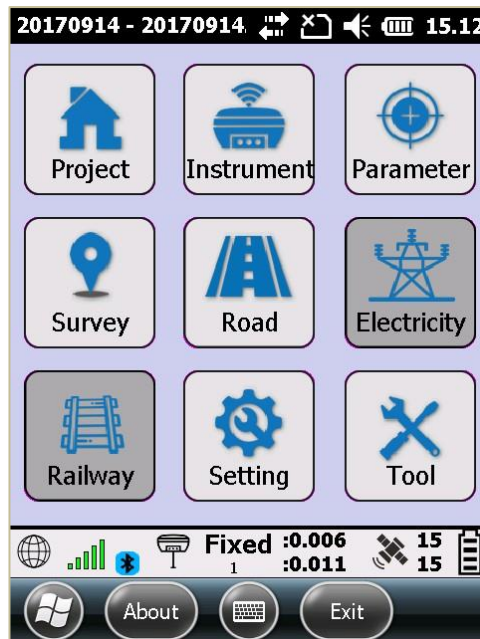 20170914 - 20170914 15.12
Project Instrument Parameter
Survey Road Electricity
Railway Setting Tool
Fixed :0.006 15
1 :0.011 15
About Exit